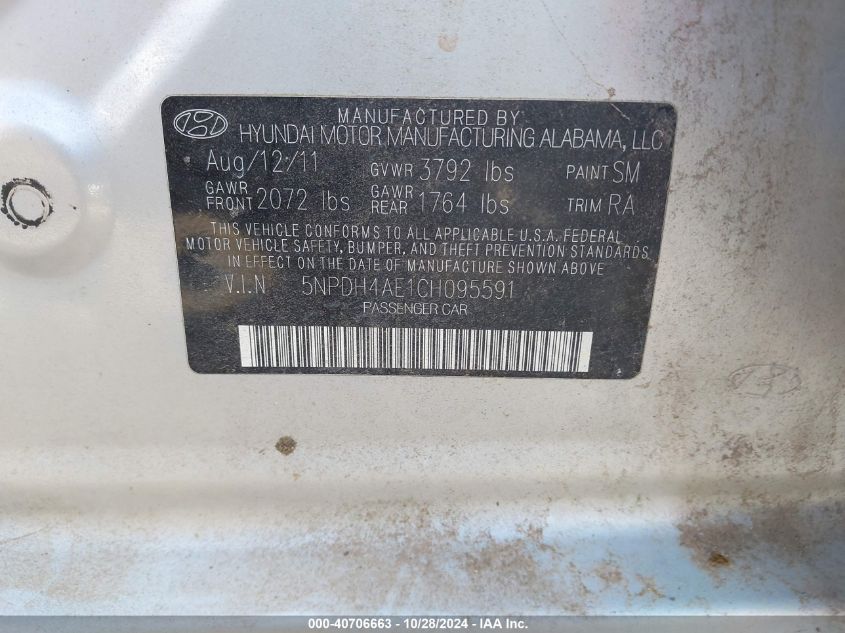 MANUFACTURED BY
HYUNDAI MOTOR MANUFACTURING ALABAMA, LLC
Aug/12/11 GVWR 3792 lbs PAINT SM
GAWR FRONT 2072 lbs GAWR REAR 1764 lbs TRIM RA
THIS VEHICLE CONFORMS TO ALL APPLICABLE U.S.A. FEDERAL
MOTOR VEHICLE SAFETY, BUMPER, AND THEFT PREVENTION STANDARDS
IN EFFECT ON THE DATE OF MANUFACTURE SHOWN ABOVE
V.I.N 5NPDH4AE1CH095591
PASSENGER CAR
000-40706663 | 10/28/2024 - IAA Inc.